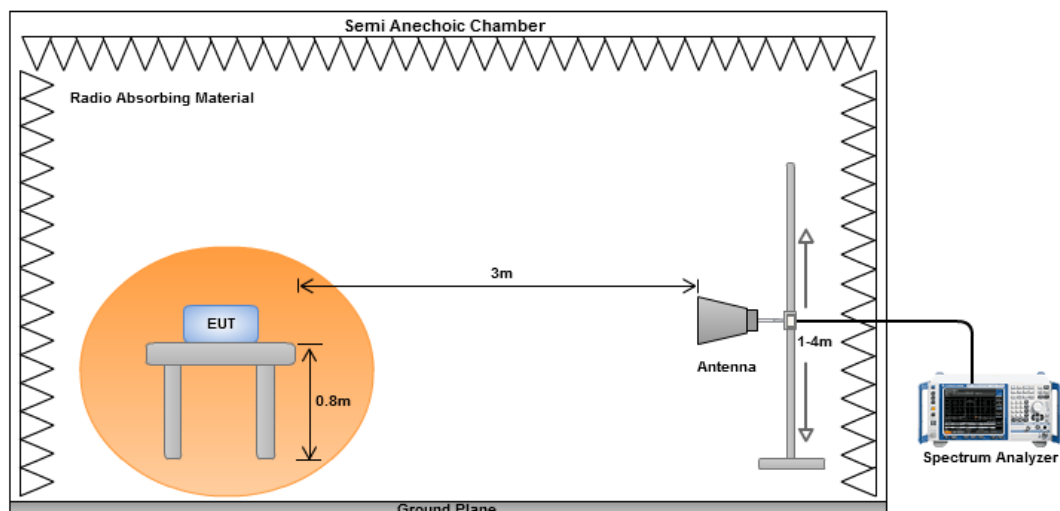 Semi Anechoic Chamber
Radio Absorbing Material
3m
EUT
1-4m
Antenna
0.8m
Spectrum Analyzer
Ground Plane